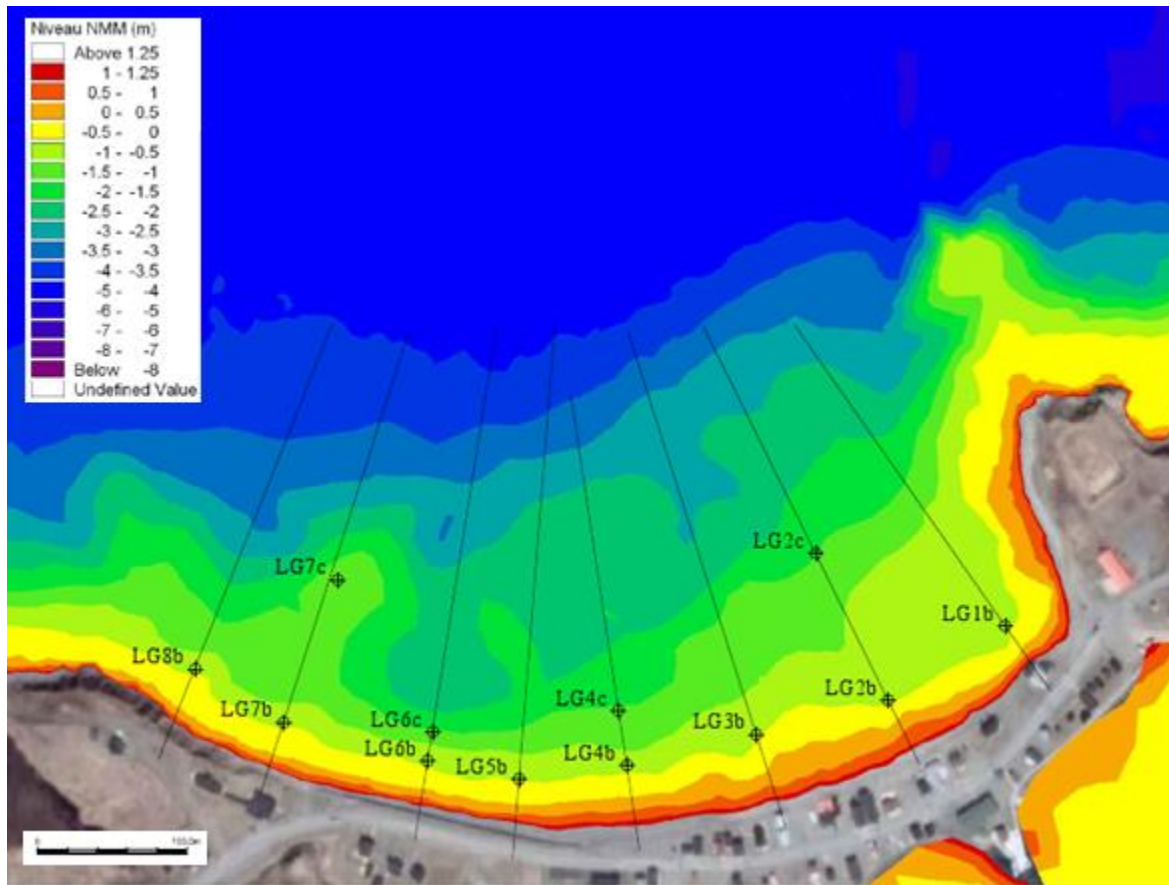 Niveau NMM (m)
Above 1.25
1 - 1.25
0.5 - 1
0 - 0.5
-0.5 - 0
-1 - -0.5
-1.5 - -1
-2 - -1.5
-2.5 - -2
-3 - -2.5
-3.5 - -3
-4 - -3.5
-5 - -4
-6 - -5
-7 - -6
-8 - -7
Below -8
Undefined Value
LG2c
LG7c
LG1b
LG8b
LG2b
LG7b
LG4c
LG6c
LG3b
LG6b
LG5b
LG4b
0